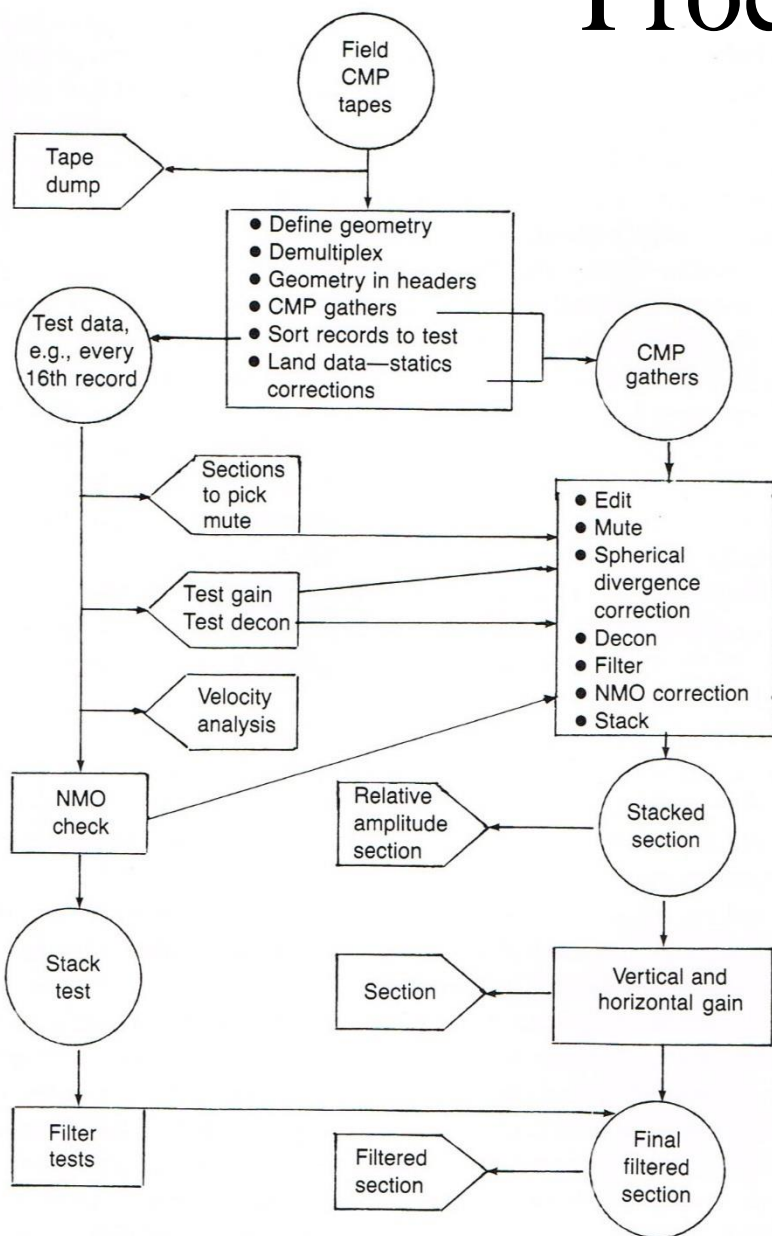 Field
CMP
tapes
Tape
dump
● Define geometry
● Demultiplex
● Geometry in headers
● CMP gathers
● Sort records to test
● Land data—statics
corrections
Test data,
e.g., every
16th record
CMP
gathers
Sections
to pick
mute
Test gain
Test decon
Velocity
analysis
● Edit
● Mute
● Spherical
divergence
correction
● Decon
● Filter
● NMO correction
● Stack
NMO
check
Relative
amplitude
section
Stacked
section
Stack
test
Section
Vertical and
horizontal gain
Filter
tests
Filtered
section
Final
filtered
section